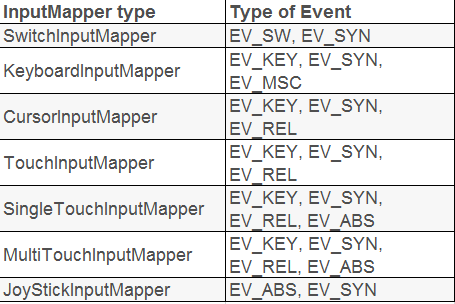 InputMapper type Type of Event
SwitchInputMapper EV_SW, EV_SYN
KeyboardInputMapper EV_KEY, EV_SYN,
EV_MSC
CursorInputMapper EV_KEY, EV_SYN,
EV_REL
TouchInputMapper EV_KEY, EV_SYN,
EV_REL
SingleTouchInputMapper EV_KEY, EV_SYN,
EV_REL, EV_ABS
MultiTouchInputMapper EV_KEY, EV_SYN,
EV_REL, EV_ABS
JoyStickInputMapper EV_ABS, EV_SYN